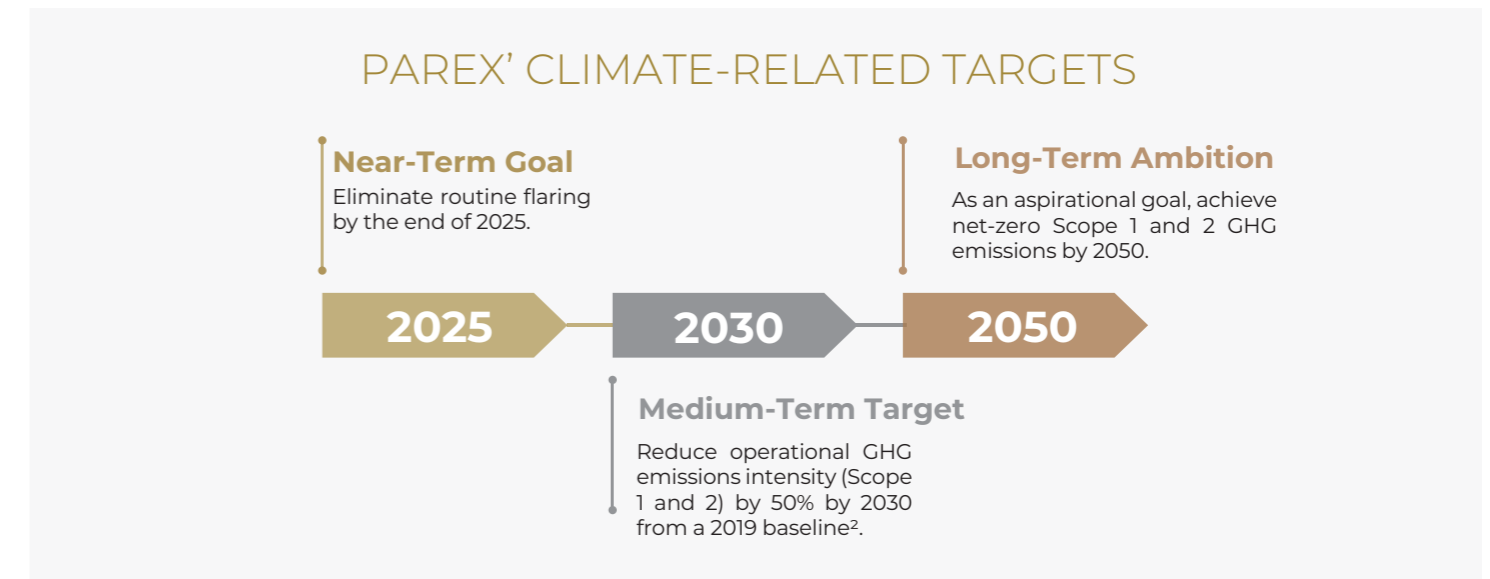 PAREX’ CLIMATE-RELATED TARGETS
Near-Term Goal
Eliminate routine flaring
by the end of 2025.
Long-Term Ambition
As an aspirational goal, achieve
net-zero Scope 1 and 2 GHG
emissions by 2050.
2025
2030
2050
Medium-Term Target
Reduce operational GHG
emissions intensity (Scope
1 and 2) by 50% by 2030
from a 2019 baseline².